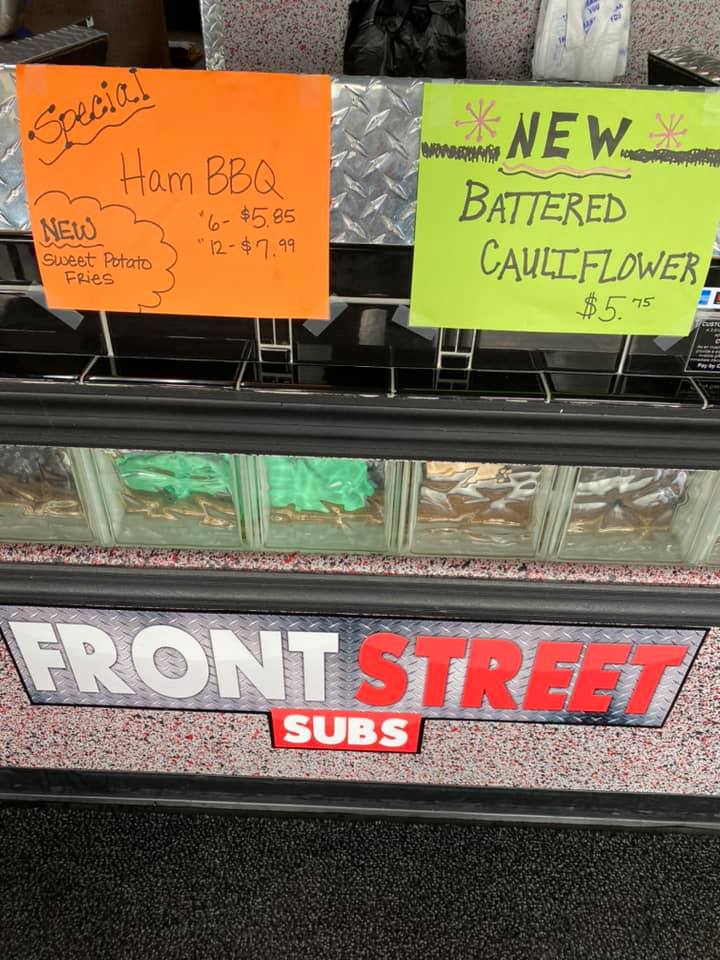 Special
Ham BBQ
"6- $5.85
"12- $7.99
NEW
Sweet Potato
Fries
NEW
BATTERED
CAULIFLOWER
$5.75
FRONT STREET
SUBS